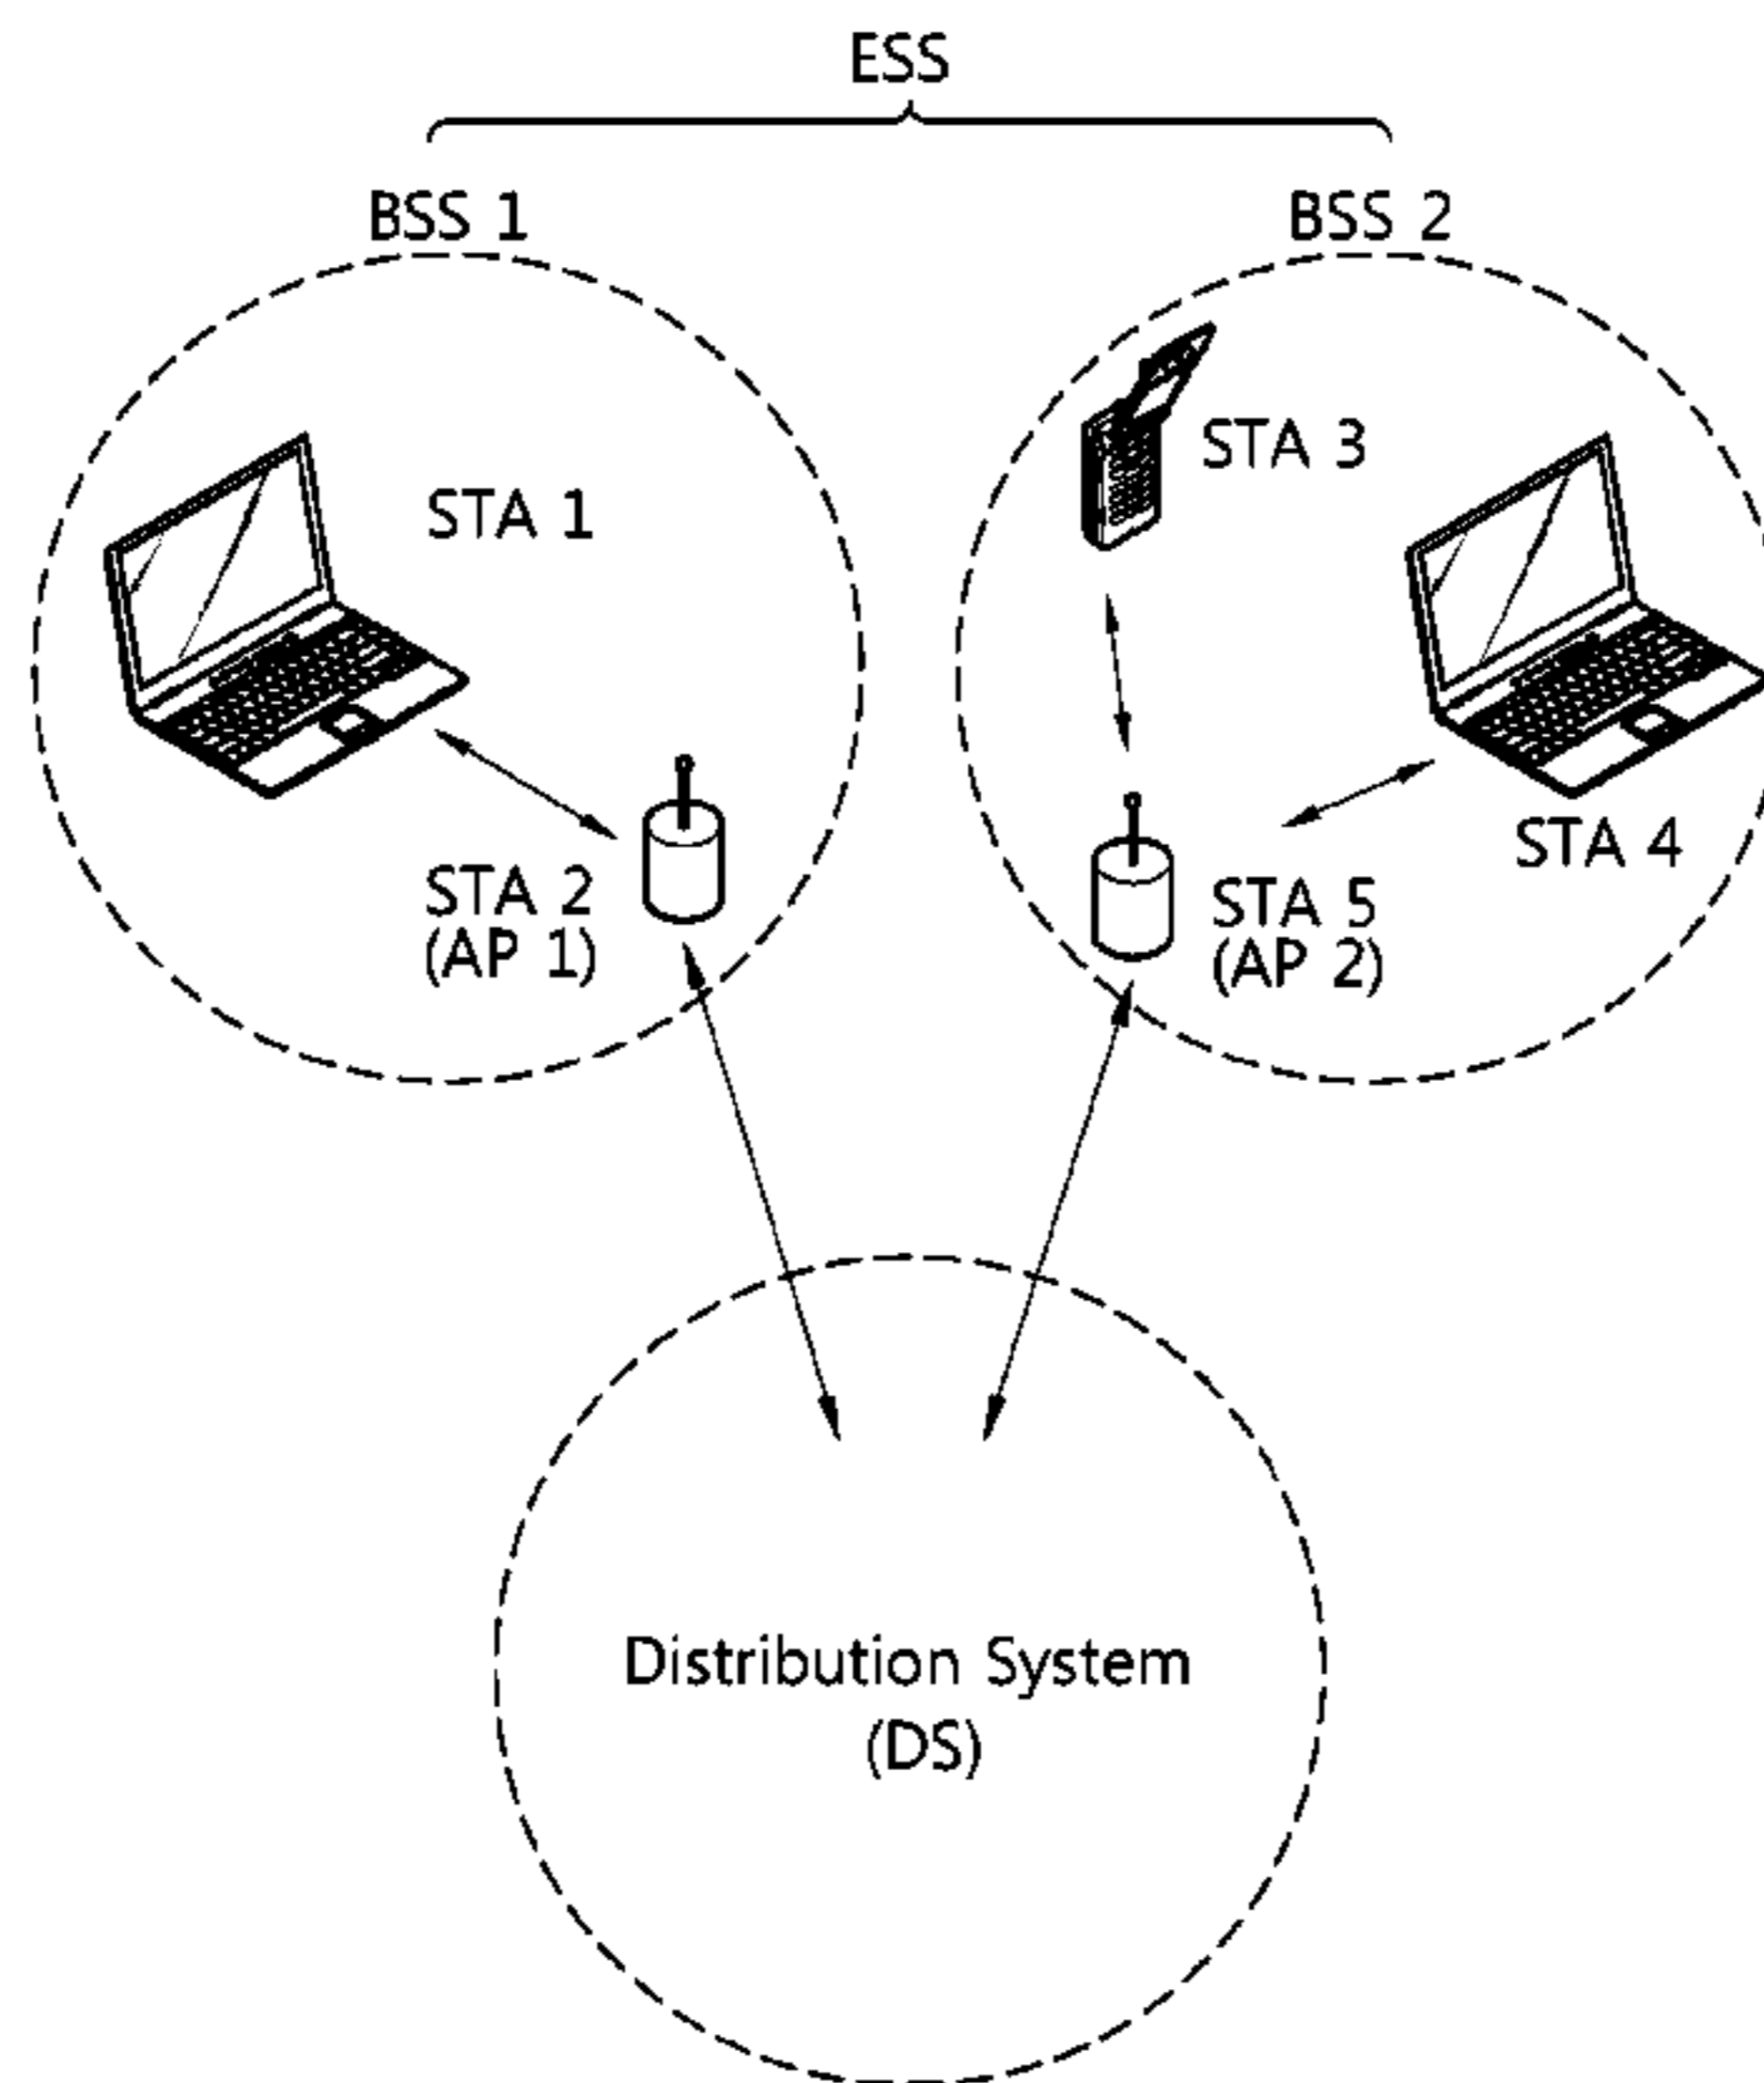 ESS
BSS 1
BSS 2
STA 1
STA 3
STA 2
(AP 1)
STA 4
STA 5
(AP 2)
Distribution System
(DS)